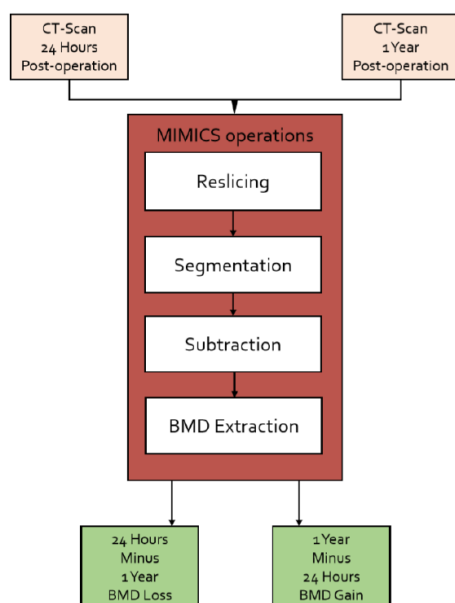 CT-Scan
24 Hours
Post-operation
CT-Scan
1 Year
Post-operation
MIMICS operations
Reslicing
Segmentation
Subtraction
BMD Extraction
24 Hours
Minus
1 Year
BMD Loss
1 Year
Minus
24 Hours
BMD Gain